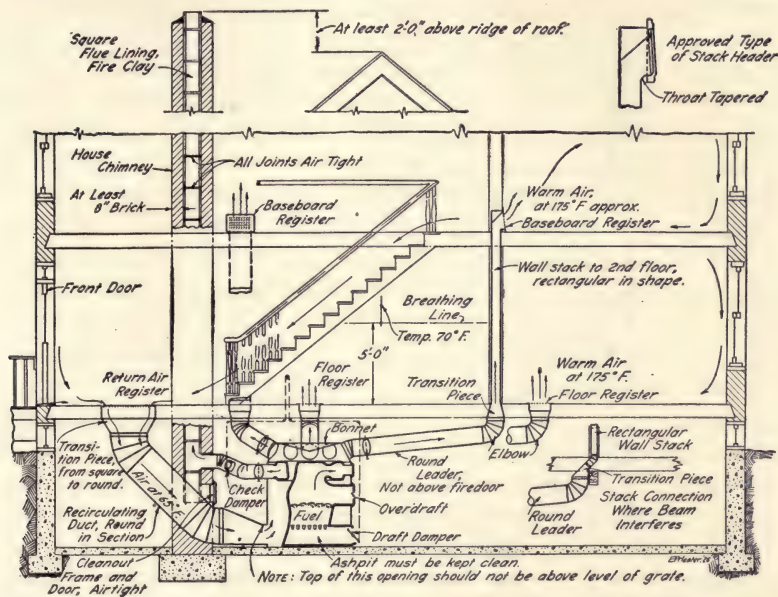 At least 2'-0" above ridge of roof.
Square
Flue Lining,
Fire Clay
Approved Type
of Stack Header
Throat Tapered
House
Chimney
All Joints Air Tight
At Least
8" Brick
Baseboard
Register
Warm Air,
at 175° F approx.
Baseboard Register
Front Door
Wall stack to 2nd floor,
rectangular in shape.
Breathing
Line
Temp. 70° F.
5'-0"
Return Air
Register
Floor
Register
Transition
Piece
Warm Air
at 175° F.
Floor Register
Transi-
tion Piece,
from square
to round.
Bonnet
Elbow
Rectangular
Wall Stack
Air at 65° F.
Check
Damper
Round
Leader,
Not above firedoor
Transition Piece
Stack Connection
Where Beam
Interferes
Recirculating
Duct, Round
in Section
Fuel
Overdraft
Round
Leader
Draft Damper
Cleanout
Frame and
Door, Airtight
Ashpit must be kept clean.
NOTE: Top of this opening should not be above level of grate.